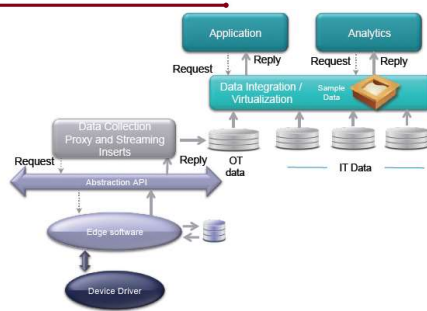 Application
Analytics
Request
Reply
Request
Reply
Data Integration /
Virtualization
Sample
Data
Data Collection
Proxy and Streaming
Inserts
Request
Reply
OT
data
IT Data
Abstraction API
Edge software
Device Driver